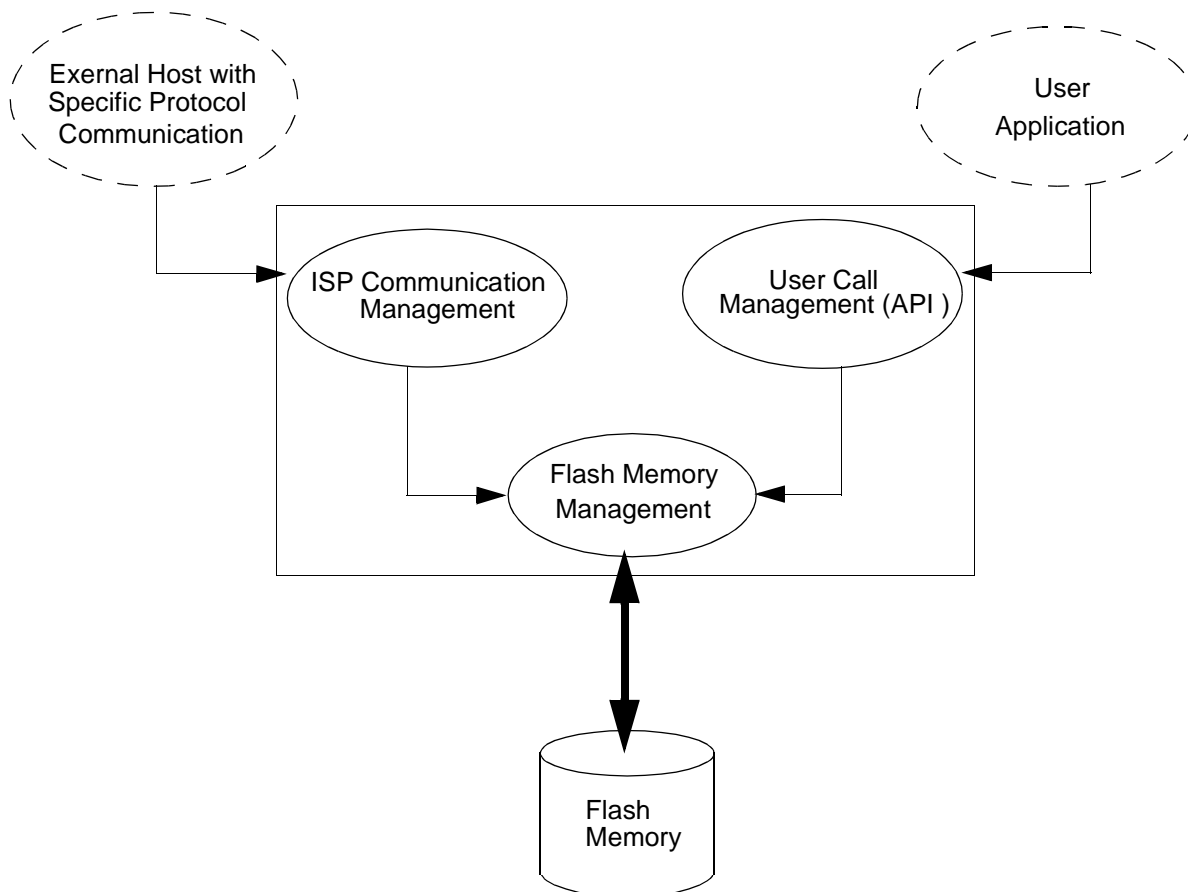 Exernal Host with
Specific Protocol
Communication
User
Application
ISP Communication
Management
User Call
Management (API )
Flash Memory
Management
Flash
Memory